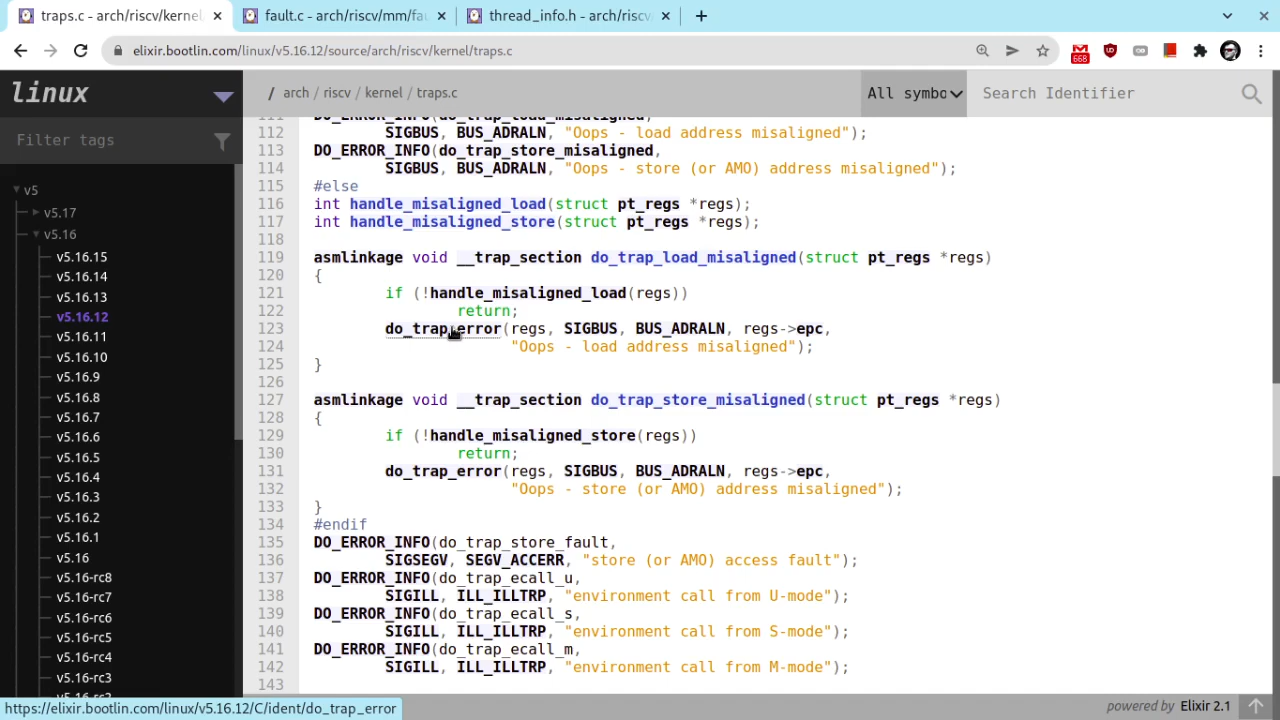 traps.c - arch/riscv/kernel
fault.c - arch/riscv/mm/fau
thread_info.h - arch/riscv
elixir.bootlin.com/linux/v5.16.12/source/arch/riscv/kernel/traps.c
668
linux
/ arch / riscv / kernel / traps.c
All symbo
Search Identifier
Filter tags
v5
v5.17
v5.16
v5.16.15
v5.16.14
v5.16.13
v5.16.12
v5.16.11
v5.16.10
v5.16.9
v5.16.8
v5.16.7
v5.16.6
v5.16.5
v5.16.4
v5.16.3
v5.16.2
v5.16.1
v5.16
v5.16-rc8
v5.16-rc7
v5.16-rc6
v5.16-rc5
v5.16-rc4
v5.16-rc3
v5.16-rc2
111 DO_ERROR_INFO(do_trap_load_misaligned,
112 SIGBUS, BUS_ADRALN, "Oops - load address misaligned");
113 DO_ERROR_INFO(do_trap_store_misaligned,
114 SIGBUS, BUS_ADRALN, "Oops - store (or AMO) address misaligned");
115 #else
116 int handle_misaligned_load(struct pt_regs *regs);
117 int handle_misaligned_store(struct pt_regs *regs);
118
119 asmlinkage void __trap_section do_trap_load_misaligned(struct pt_regs *regs)
120 {
121 if (!handle_misaligned_load(regs))
122 return;
123 do_trap_error(regs, SIGBUS, BUS_ADRALN, regs->epc,
124 "Oops - load address misaligned");
125 }
126
127 asmlinkage void __trap_section do_trap_store_misaligned(struct pt_regs *regs)
128 {
129 if (!handle_misaligned_store(regs))
130 return;
131 do_trap_error(regs, SIGBUS, BUS_ADRALN, regs->epc,
132 "Oops - store (or AMO) address misaligned");
133 }
134 #endif
135 DO_ERROR_INFO(do_trap_store_fault,
136 SIGSEGV, SEGV_ACCERR, "store (or AMO) access fault");
137 DO_ERROR_INFO(do_trap_ecall_u,
138 SIGILL, ILL_ILLTRP, "environment call from U-mode");
139 DO_ERROR_INFO(do_trap_ecall_s,
140 SIGILL, ILL_ILLTRP, "environment call from S-mode");
141 DO_ERROR_INFO(do_trap_ecall_m,
142 SIGILL, ILL_ILLTRP, "environment call from M-mode");
143
https://elixir.bootlin.com/linux/v5.16.12/C/ident/do_trap_error
powered by Elixir 2.1